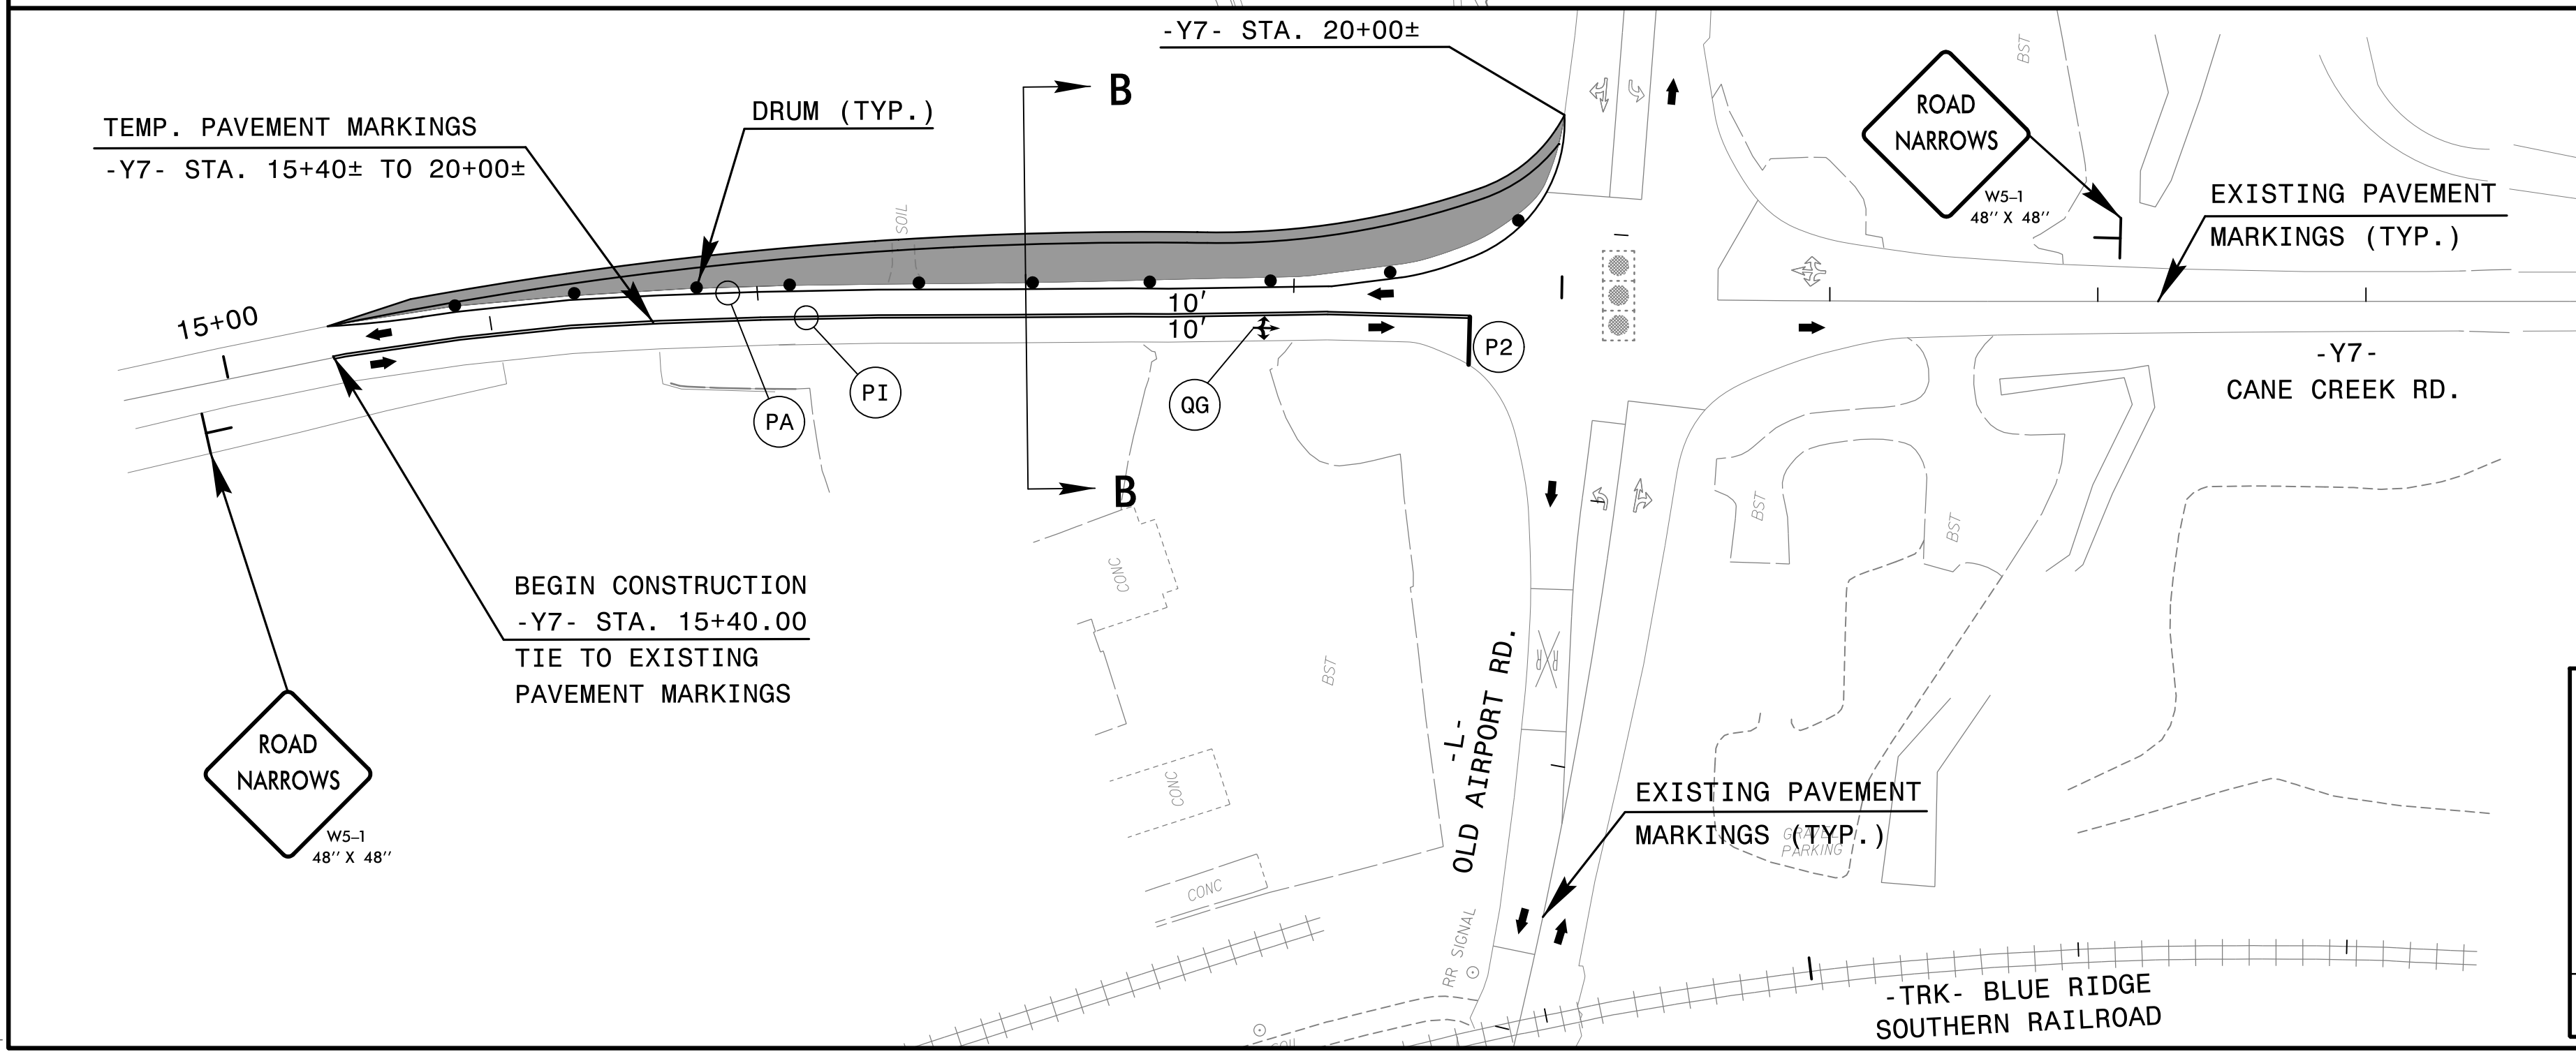 -Y7- STA. 20+00±
B
DRUM (TYP.)
TEMP. PAVEMENT MARKINGS
-Y7- STA. 15+40± TO 20+00±
ROAD
NARROWS
W5-1
48'' X 48''
BST
EXISTING PAVEMENT
MARKINGS (TYP.)
SOIL
15+00
10'
10'
P2
PI
PA
QG
-Y7-
CANE CREEK RD.
B
BST
BST
CONC
BEGIN CONSTRUCTION
-Y7- STA. 15+40.00
TIE TO EXISTING
PAVEMENT MARKINGS
BST
RXR
-L-
OLD AIRPORT RD.
ROAD
NARROWS
W5-1
48'' X 48''
CONC
CONC
EXISTING PAVEMENT
MARKINGS (TYP.)
GRAVEL
PARKING
RR SIGNAL
-TRK- BLUE RIDGE
SOUTHERN RAILROAD